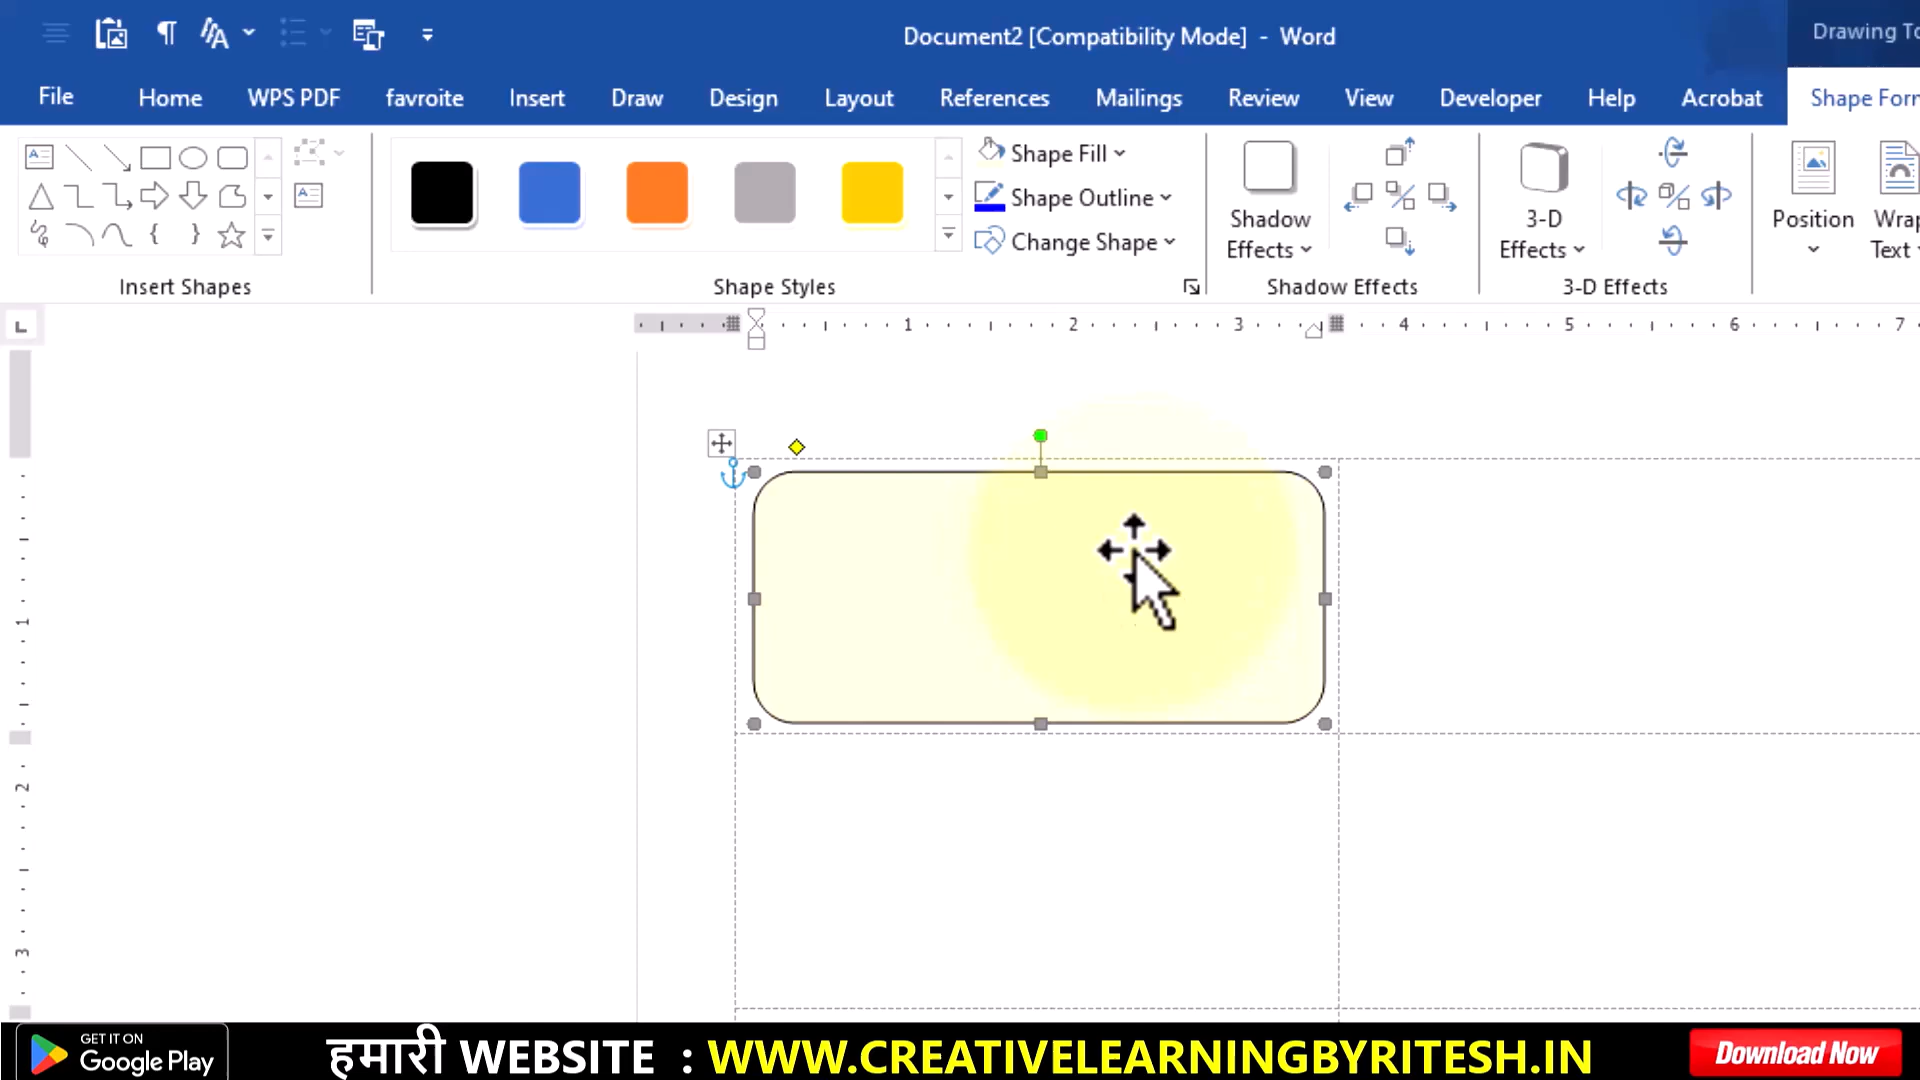 Document2 [Compatibility Mode] - Word
Drawing To
File Home WPS PDF favroite Insert Draw Design Layout References Mailings Review View Developer Help Acrobat Shape Forn
Shape Fill
Shape Outline
Change Shape
Shadow
Effects
3-D
Effects
Position
Wrap
Text
Insert Shapes Shape Styles Shadow Effects 3-D Effects
1 2 3 4 5 6 7
1
2
3
GET IT ON
Google Play
हमारी WEBSITE : WWW.CREATIVELEARNINGBYRITESH.IN
Download Now